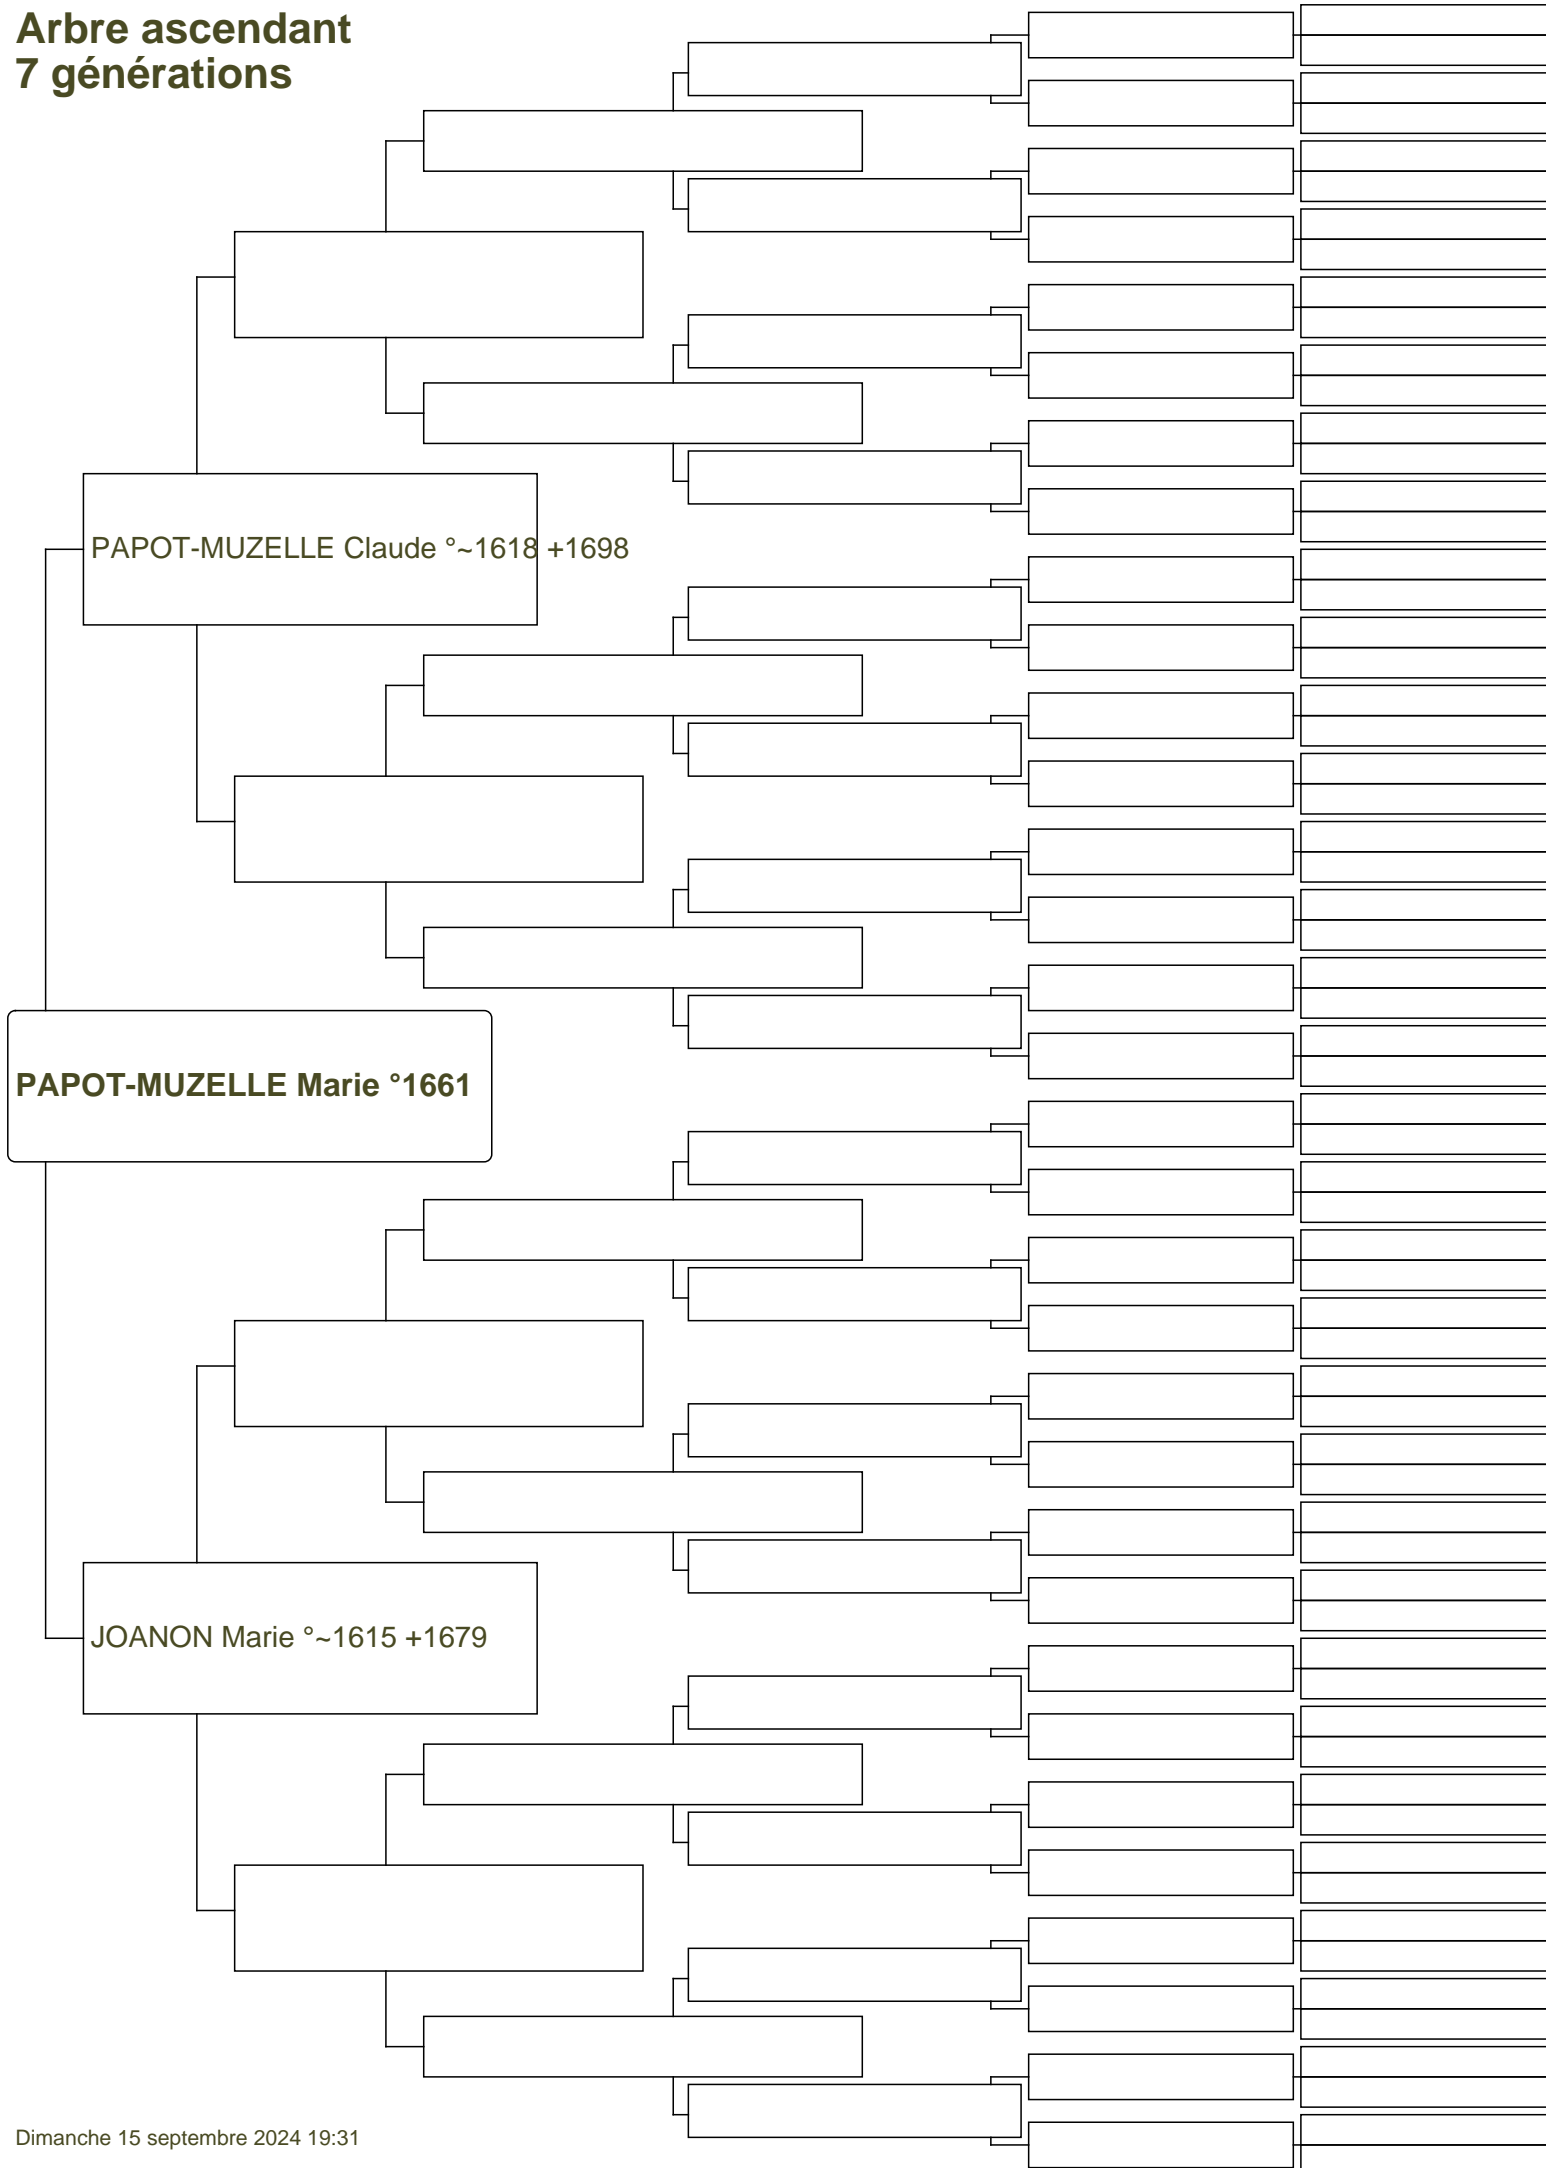 Arbre ascendant
7 générations
PAPOT-MUZELLE Claude °~1618 +1698
PAPOT-MUZELLE Marie °1661
JOANON Marie °~1615 +1679
Dimanche 15 septembre 2024 19:31